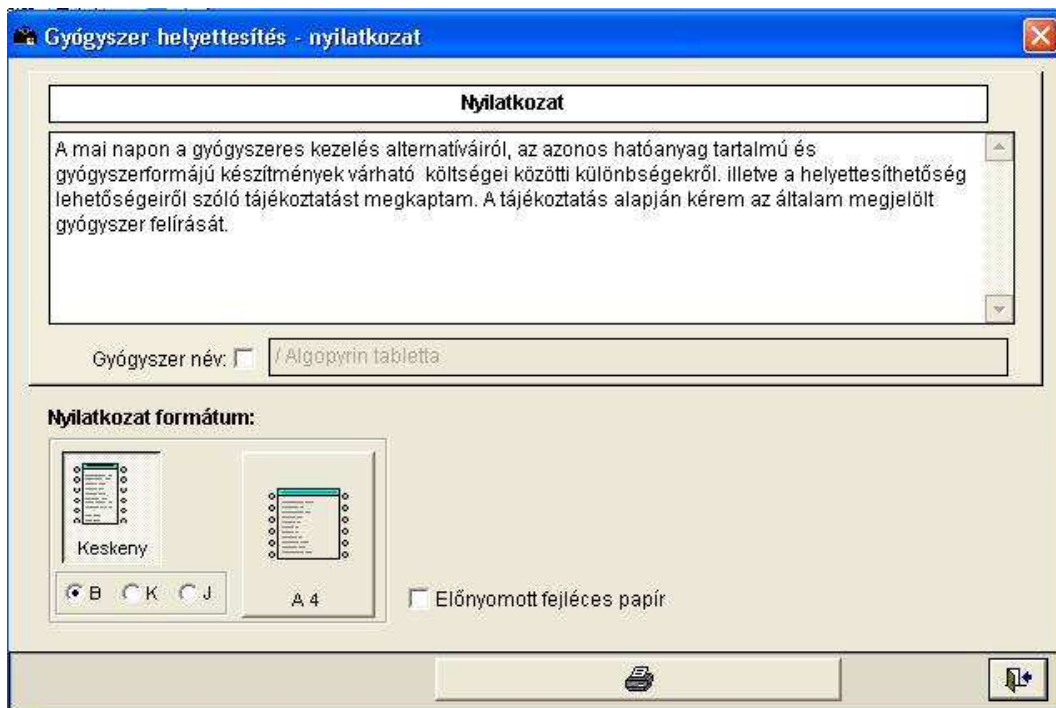 Gyógyszer helyettesítés - nyilatkozat
Nyilatkozat
A mai napon a gyógyszeres kezelés alternatíváiról, az azonos hatóanyag tartalmú és
gyógyszerformájú készítmények várható költségei közötti különbségekről. illetve a helyettesíthetőség
lehetőségeiről szóló tájékoztatást megkaptam. A tájékoztatás alapján kérem az általam megjelölt
gyógyszer felírását.
Gyógyszer név: / Algopyrin tabletta
Nyilatkozat formátum:
Keskeny
B K J
A 4
Előnyomott fejléces papír